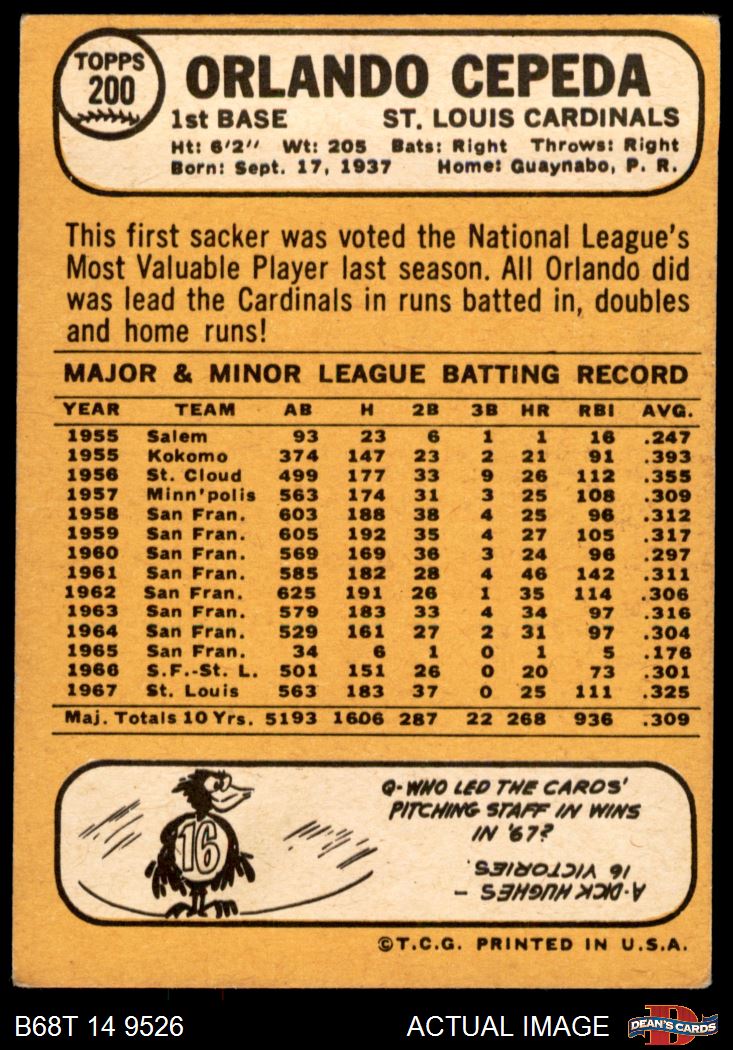 TOPPS
200
ORLANDO CEPEDA
1st BASE ST. LOUIS CARDINALS
Ht: 6'2" Wt: 205 Bats: Right Throws: Right
Born: Sept. 17, 1937 Home: Guaynabo, P. R.
This first sacker was voted the National League's
Most Valuable Player last season. All Orlando did
was lead the Cardinals in runs batted in, doubles
and home runs!
MAJOR & MINOR LEAGUE BATTING RECORD
YEAR TEAM AB H 2B 3B HR RBI AVG.
1955 Salem 93 23 6 1 1 16 .247
1955 Kokomo 374 147 23 2 21 91 .393
1956 St. Cloud 499 177 33 9 26 112 .355
1957 Minn'polis 563 174 31 3 25 108 .309
1958 San Fran. 603 188 38 4 25 96 .312
1959 San Fran. 605 192 35 4 27 105 .317
1960 San Fran. 569 169 36 3 24 96 .297
1961 San Fran. 585 182 28 4 46 142 .311
1962 San Fran. 625 191 26 1 35 114 .306
1963 San Fran. 579 183 33 4 34 97 .316
1964 San Fran. 529 161 27 2 31 97 .304
1965 San Fran. 34 6 1 0 1 5 .176
1966 S.F.-St. L. 501 151 26 0 20 73 .301
1967 St. Louis 563 183 37 0 25 111 .325
Maj. Totals 10 Yrs. 5193 1606 287 22 268 936 .309
16
Q-WHO LED THE CARDS'
PITCHING STAFF IN WINS
IN '67?
A-DICK HUGHES -
16 VICTORIES.
©T.C.G. PRINTED IN U.S.A.
B68T 14 9526 ACTUAL IMAGE
D
DEAN'S CARDS